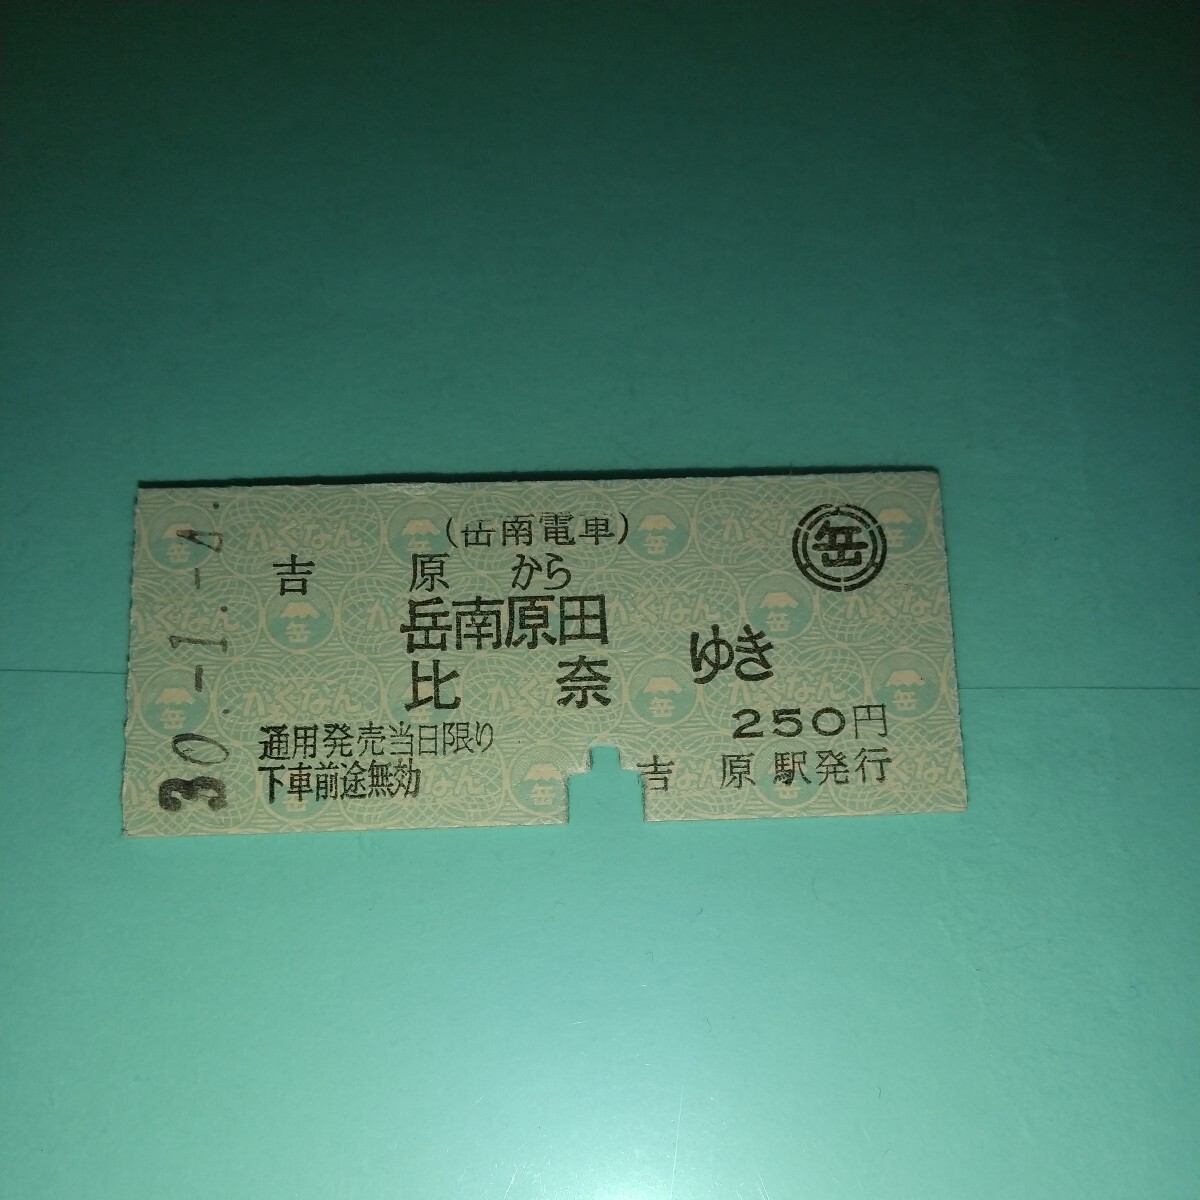 30.-1.-4.
(岳南電車)
㊞岳
吉原から
岳南原田
比奈
ゆき
250円
通用発売当日限り
下車前途無効
吉原駅発行